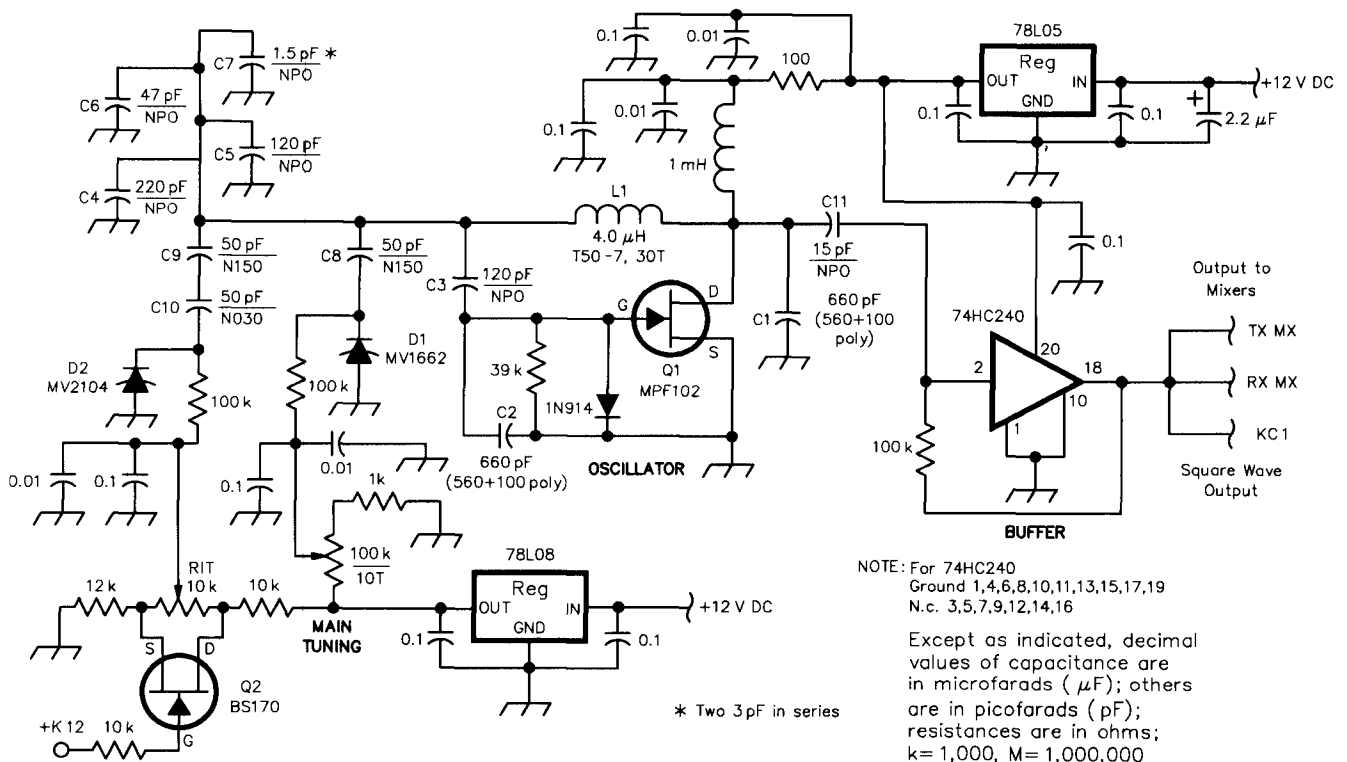 0.1
0.01
78L05
C7
1.5 pF *
NPO
100
OUT
Reg
IN
GND
+12 V DC
C6
47 pF
NPO
0.01
0.1
0.1
0.1
+
2.2 µF
C5
120 pF
NPO
1 mH
C4
220 pF
NPO
L1
4.0 µH
T50-7, 30T
C11
15 pF
NPO
0.1
C9
50 pF
N150
C8
50 pF
N150
C3
120 pF
NPO
D
G
S
Q1
MPF102
C1
660 pF
(560+100
poly)
C10
50 pF
N030
Output to
Mixers
74HC240
D1
MV1662
39 k
D2
MV2104
100 k
100 k
1N914
2
20
18
10
1
TX MX
RX MX
KC1
Square Wave
Output
C2
660 pF
(560+100 poly)
OSCILLATOR
100 k
0.01
0.1
0.1
0.01
1k
BUFFER
100 k
10T
78L08
Reg
OUT
IN
GND
+12 V DC
0.1
0.1
12 k
RIT
10 k
10 k
MAIN
TUNING
S
D
Q2
BS170
G
+K 12
10 k
* Two 3 pF in series
NOTE: For 74HC240
Ground 1,4,6,8,10,11,13,15,17,19
N.c. 3,5,7,9,12,14,16
Except as indicated, decimal
values of capacitance are
in microfarads ( µF); others
are in picofarads ( pF);
resistances are in ohms;
k= 1,000, M= 1,000,000